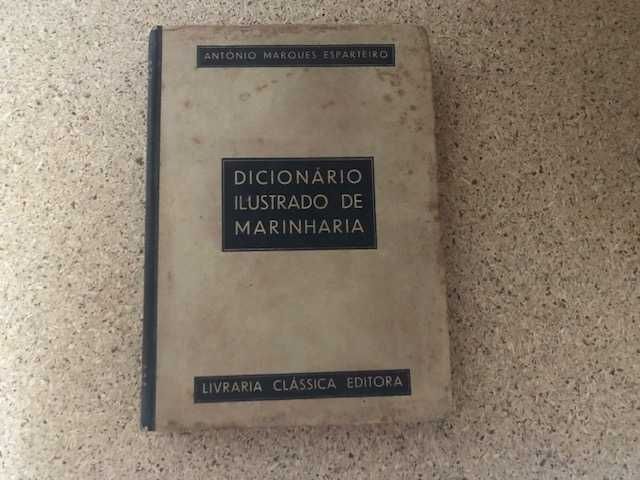 ANTÓNIO MARQUES ESPARTEIRO
DICIONÁRIO
ILUSTRADO DE
MARINHARIA
LIVRARIA CLÁSSICA EDITORA